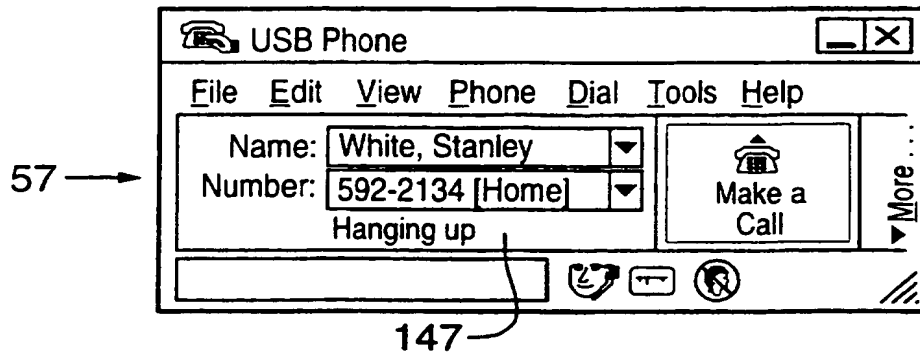 USB Phone
File Edit View Phone Dial Tools Help
Name: White, Stanley
Number: 592-2134 [Home]
Hanging up
Make a
Call
More...
57
147